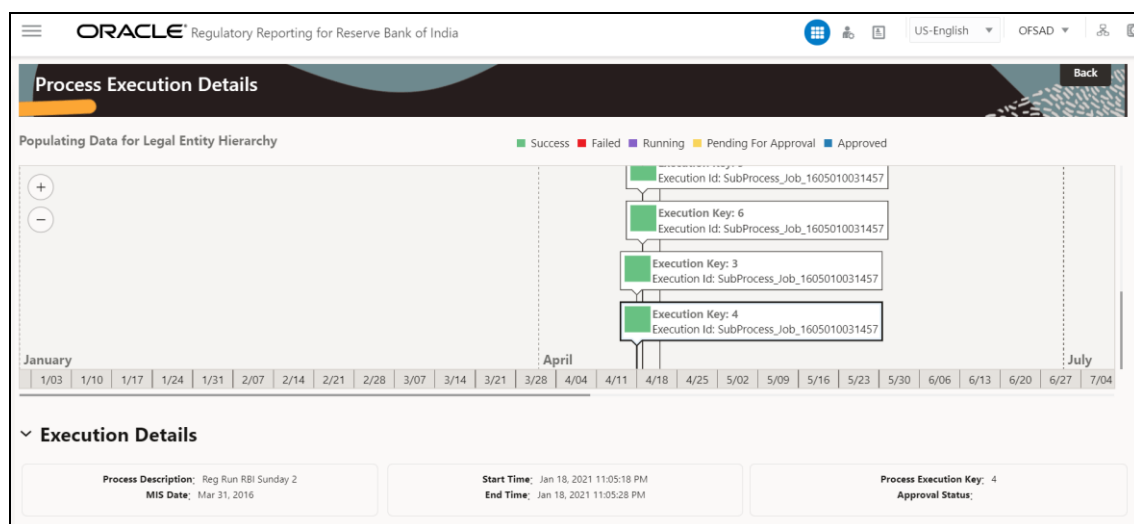 ORACLE® Regulatory Reporting for Reserve Bank of India
US-English
OFSAD
Process Execution Details
Back
Populating Data for Legal Entity Hierarchy
Success Failed Running Pending For Approval Approved
Execution Id: SubProcess_Job_1605010031457
Execution Key: 6
Execution Id: SubProcess_Job_1605010031457
Execution Key: 3
Execution Id: SubProcess_Job_1605010031457
Execution Key: 4
Execution Id: SubProcess_Job_1605010031457
January April July
1/03 1/10 1/17 1/24 1/31 2/07 2/14 2/21 2/28 3/07 3/14 3/21 3/28 4/04 4/11 4/18 4/25 5/02 5/09 5/16 5/23 5/30 6/06 6/13 6/20 6/27 7/04
Execution Details
Process Description: Reg Run RBI Sunday 2
MIS Date: Mar 31, 2016
Start Time: Jan 18, 2021 11:05:18 PM
End Time: Jan 18, 2021 11:05:28 PM
Process Execution Key: 4
Approval Status: